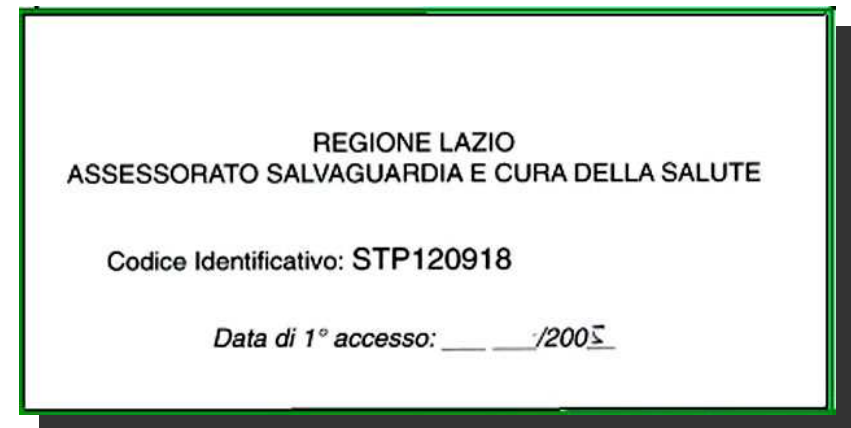 REGIONE LAZIO
ASSESSORATO SALVAGUARDIA E CURA DELLA SALUTE
Codice Identificativo: STP120918
Data di 1° accesso: ___ ___/2005